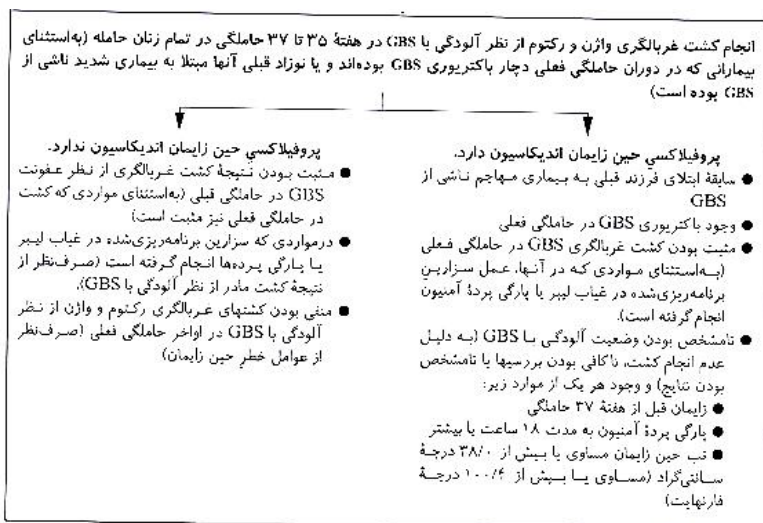 انجام کشت غربالگری واژن و رکتوم از نظر آلودگی با GBS در هفتهٔ ۳۵ تا ۳۷ حاملگی در تمام زنان حامله (به‌استثنای
بیمارانی که در دوران حاملگی فعلی دچار باکتریوری GBS بوده‌اند و یا نوزاد قبلی آنها مبتلا به بیماری شدید ناشی از
GBS بوده است)
پروفیلاکسی حین زایمان اندیکاسیون دارد.
● سابقهٔ ابتلای فرزند قبلی به بیماری مهاجم ناشی از
GBS
● وجود باکتریوری GBS در حاملگی فعلی
● مثبت بودن کشت غربالگری GBS در حاملگی فعلی
(به‌استثنای مواردی که در آنها، عمل سزارین
برنامه‌ریزی‌شده در غیاب لیبر یا پارگی پردهٔ آمنیون
انجام گرفته است).
● نامشخص بودن وضعیت آلودگی با GBS (به دلیل
عدم انجام کشت، ناکافی بودن بررسیها یا نامشخص
بودن نتایج) و وجود هر یک از موارد زیر:
● زایمان قبل از هفتهٔ ۳۷ حاملگی
● پارگی پردهٔ آمنیون به مدت ۱۸ ساعت یا بیشتر
● تب حین زایمان مساوی یا بیش از ۳۸/۰ درجهٔ
سانتی‌گراد (مساوی یا بیش از ۱۰۰/۴ درجهٔ
فارنهایت)
پروفیلاکسی حین زایمان اندیکاسیون ندارد.
● مثبت بودن نتیجهٔ کشت غربالگری از نظر عفونت
GBS در حاملگی قبلی (به‌استثنای مواردی که کشت
در حاملگی فعلی نیز مثبت است)
● درمواردی که سزارین برنامه‌ریزی‌شده در غیاب لیبر
یا پارگی پرده‌ها انجام گرفته است (صرف‌نظر از
نتیجهٔ کشت مادر از نظر آلودگی با GBS).
● منفی بودن کشتهای غربالگری رکتوم و واژن از نظر
آلودگی با GBS در اواخر حاملگی فعلی (صرف‌نظر
از عوامل خطر حین زایمان)